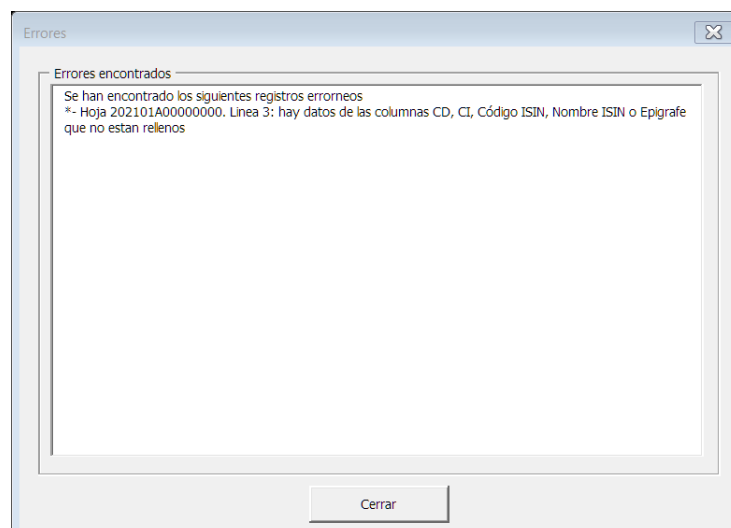 Errores
Errores encontrados
Se han encontrado los siguientes registros errorneos
*- Hoja 202101A00000000. Linea 3: hay datos de las columnas CD, CI, Código ISIN, Nombre ISIN o Epigrafe
que no estan rellenos
Cerrar